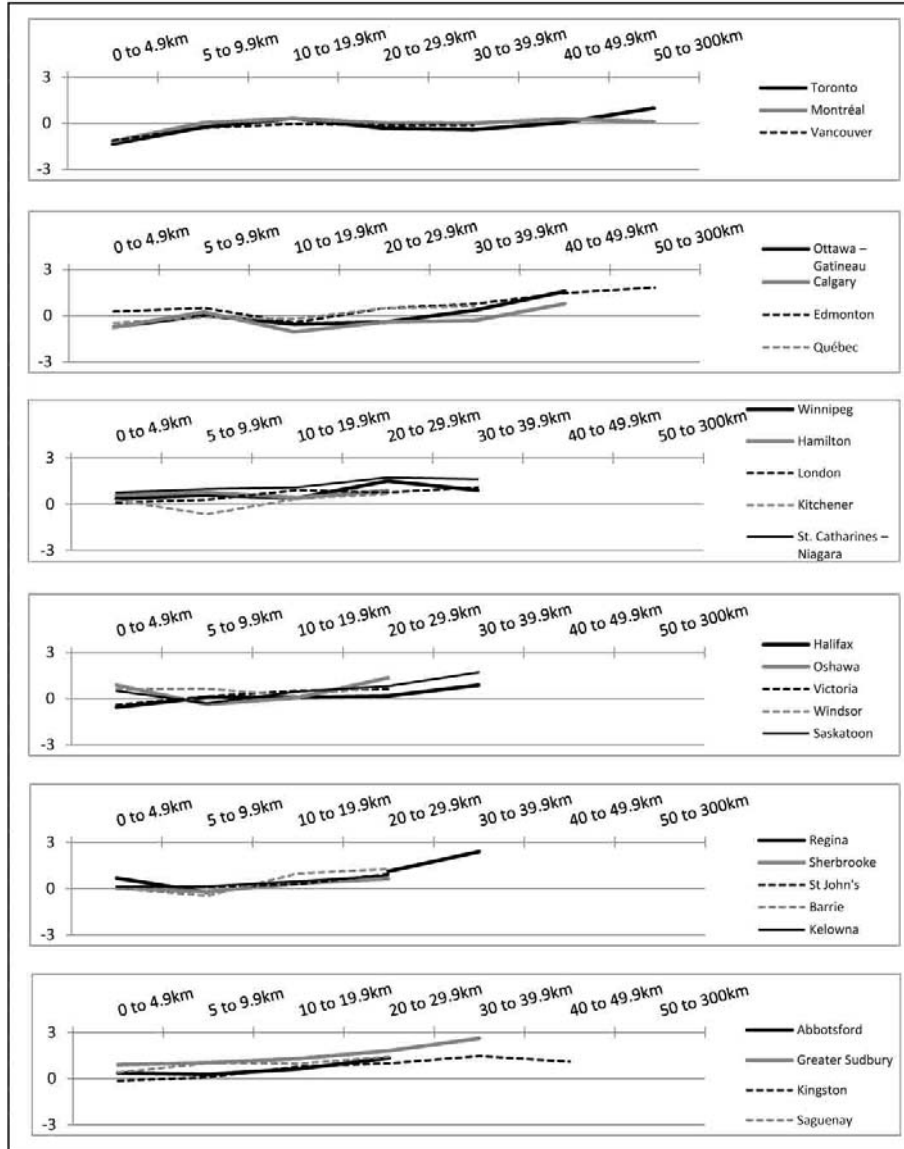 0 to 4.9km 5 to 9.9km 10 to 19.9km 20 to 29.9km 30 to 39.9km 40 to 49.9km 50 to 300km
3
0
-3
Toronto
Montréal
Vancouver
0 to 4.9km 5 to 9.9km 10 to 19.9km 20 to 29.9km 30 to 39.9km 40 to 49.9km 50 to 300km
3
0
-3
Ottawa –
Gatineau
Calgary
Edmonton
Québec
0 to 4.9km 5 to 9.9km 10 to 19.9km 20 to 29.9km 30 to 39.9km 40 to 49.9km 50 to 300km
3
0
-3
Winnipeg
Hamilton
London
Kitchener
St. Catharines –
Niagara
0 to 4.9km 5 to 9.9km 10 to 19.9km 20 to 29.9km 30 to 39.9km 40 to 49.9km 50 to 300km
3
0
-3
Halifax
Oshawa
Victoria
Windsor
Saskatoon
0 to 4.9km 5 to 9.9km 10 to 19.9km 20 to 29.9km 30 to 39.9km 40 to 49.9km 50 to 300km
3
0
-3
Regina
Sherbrooke
St John's
Barrie
Kelowna
0 to 4.9km 5 to 9.9km 10 to 19.9km 20 to 29.9km 30 to 39.9km 40 to 49.9km 50 to 300km
3
0
-3
Abbotsford
Greater Sudbury
Kingston
Saguenay